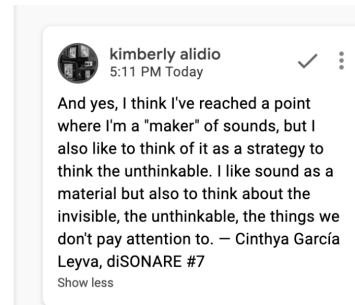 kimberly alidio
5:11 PM Today
And yes, I think I've reached a point
where I'm a "maker" of sounds, but I
also like to think of it as a strategy to
think the unthinkable. I like sound as a
material but also to think about the
invisible, the unthinkable, the things we
don't pay attention to. — Cinthya García
Leyva, diSONARE #7
Show less